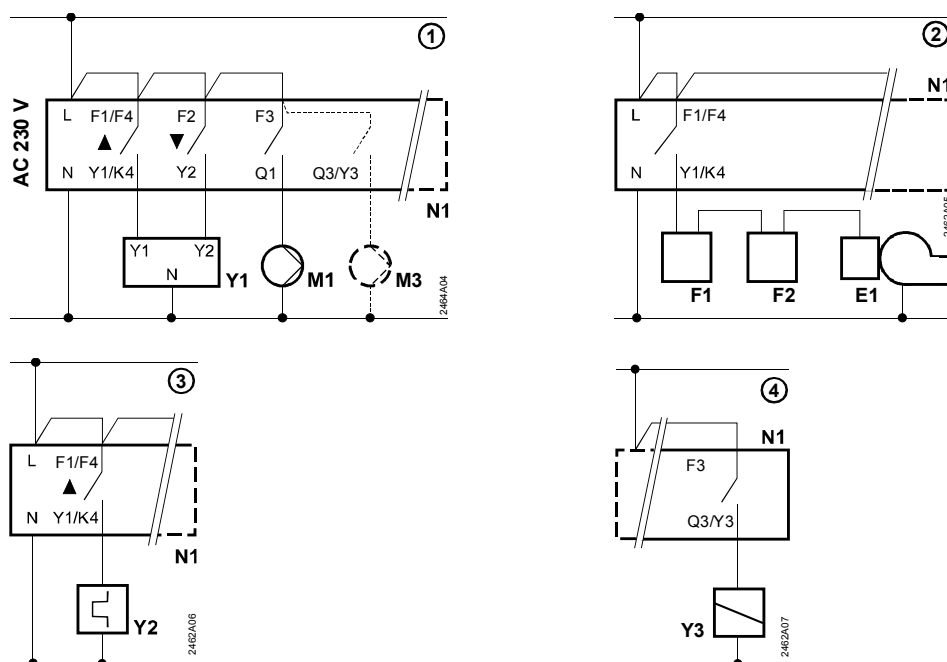 1
AC 230 V
L F1/F4 F2 F3
▲ ▼
N Y1/K4 Y2 Q1 Q3/Y3
N1
Y1 Y2
N
Y1 M1 M3
2464A04
2
N1
L F1/F4
N Y1/K4
2462A05
F1 F2 E1
3
L F1/F4
▲
N Y1/K4
N1
Y2
2462A06
4
N1
F3
Q3/Y3
Y3
2462A07